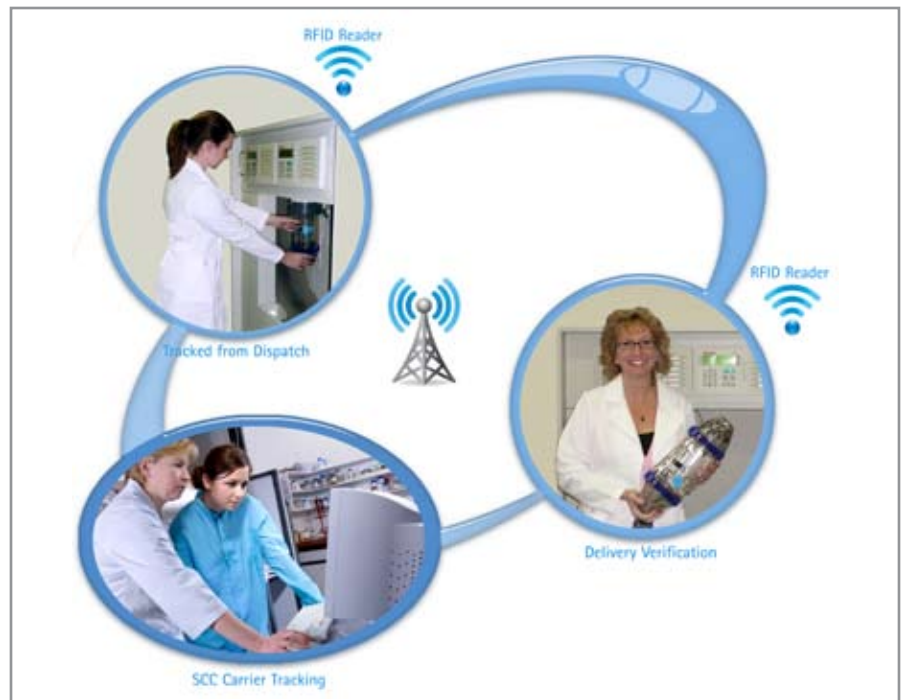 RFID Reader
Tracked from Dispatch
RFID Reader
Delivery Verification
SCC Carrier Tracking